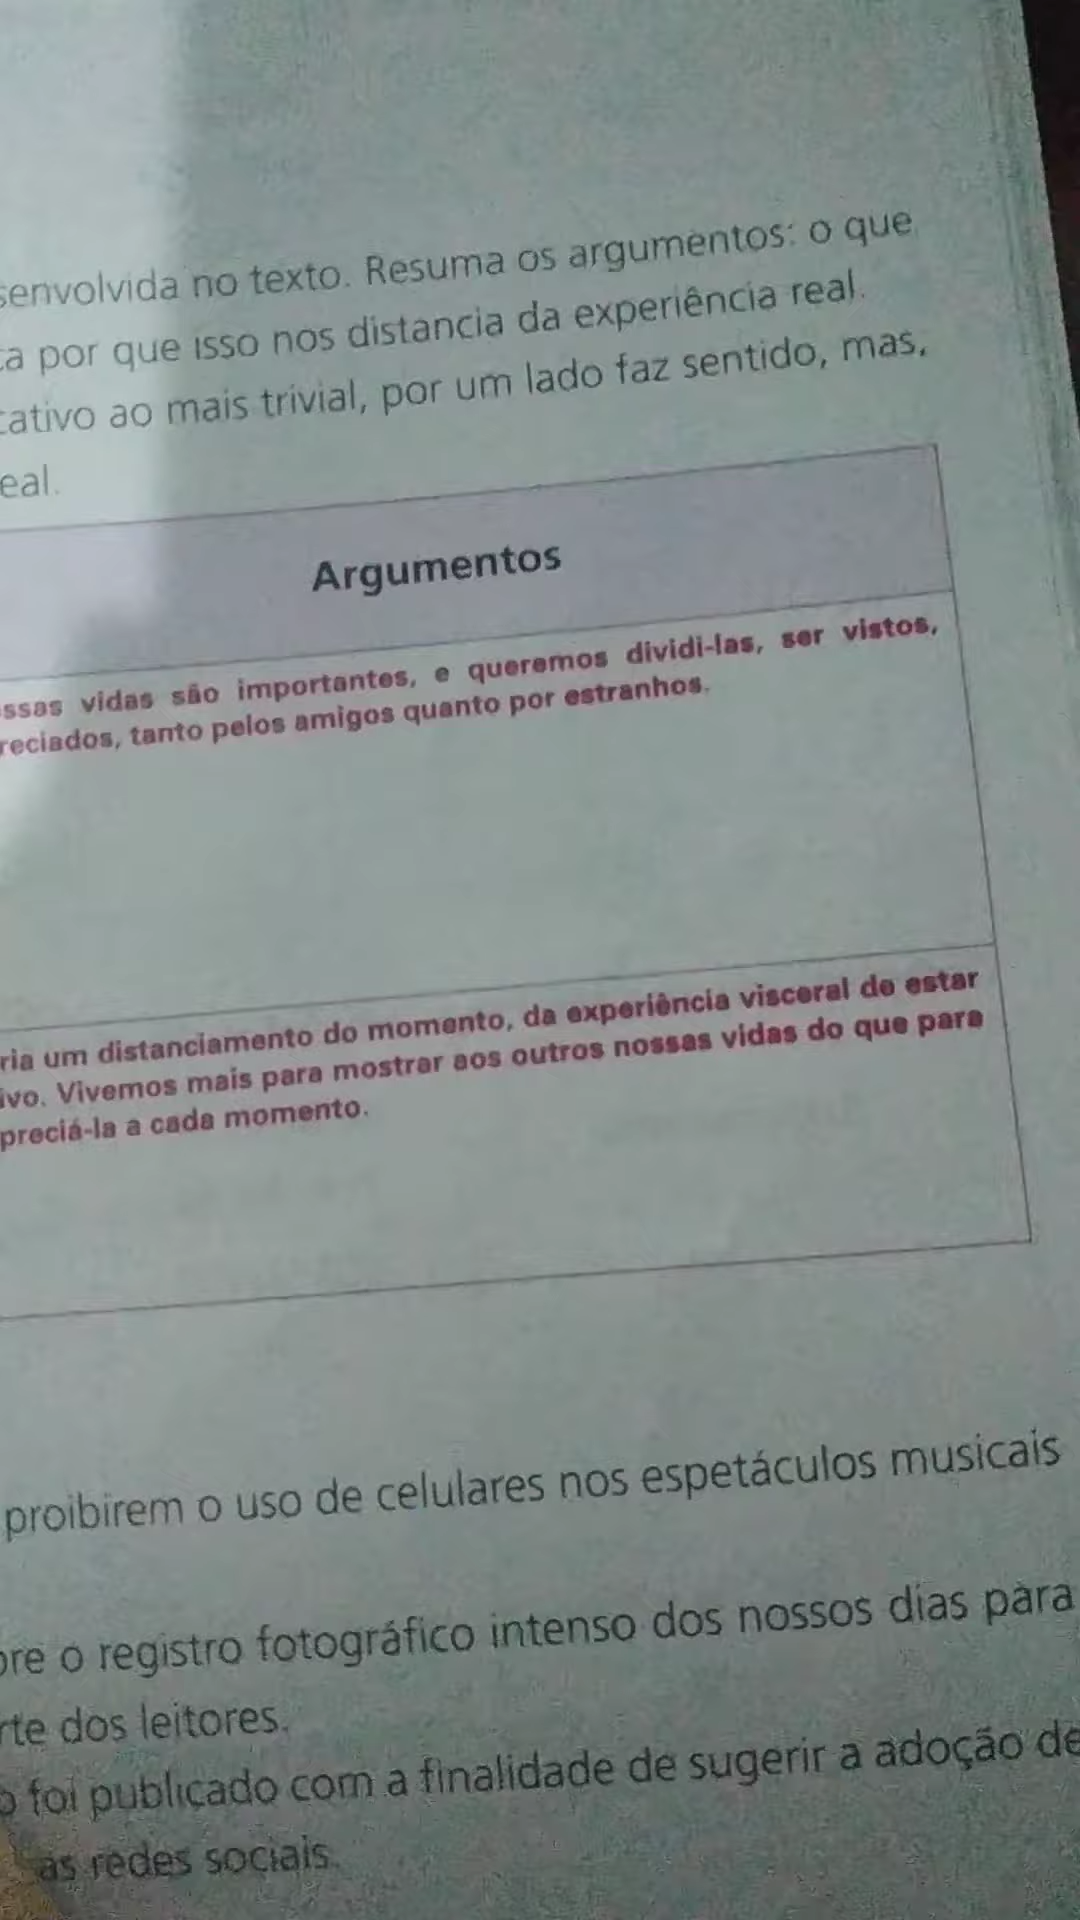 senvolvida no texto. Resuma os argumentos: o que
ta por que isso nos distancia da experiência real.
cativo ao mais trivial, por um lado faz sentido, mas,
eal.
Argumentos
ssas vidas são importantes, e queremos dividi-las, ser vistos,
reciados, tanto pelos amigos quanto por estranhos.
ria um distanciamento do momento, da experiência visceral de estar
ivo. Vivemos mais para mostrar aos outros nossas vidas do que para
preciá-la a cada momento.
proibirem o uso de celulares nos espetáculos musicais
bre o registro fotográfico intenso dos nossos dias para
rte dos leitores.
o foi publicado com a finalidade de sugerir a adoção de
as redes sociais.